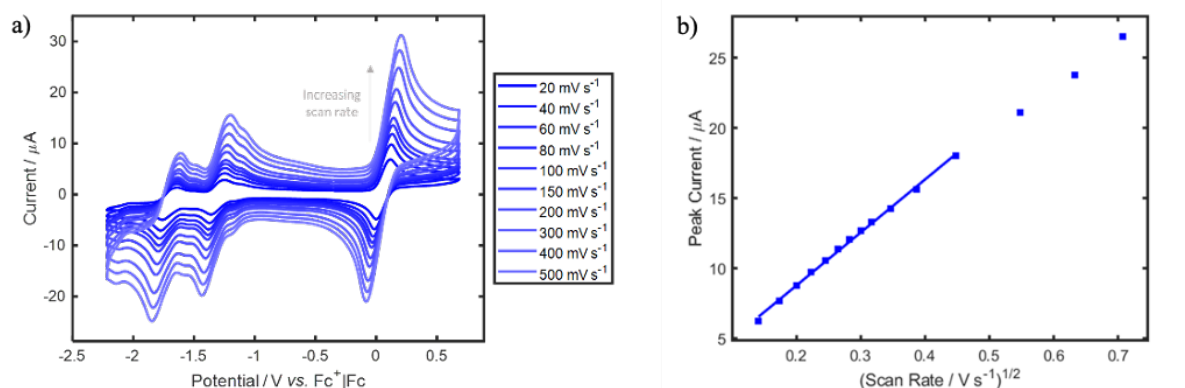 a)
30
20
10
0
-10
-20
Current / μA
-2.5
-2
-1.5
-1
-0.5
0
0.5
Potential / V vs. Fc⁺|Fc
Increasing
scan rate
20 mV s⁻¹
40 mV s⁻¹
60 mV s⁻¹
80 mV s⁻¹
100 mV s⁻¹
150 mV s⁻¹
200 mV s⁻¹
300 mV s⁻¹
400 mV s⁻¹
500 mV s⁻¹
b)
25
20
15
10
5
Peak Current / μA
0.2
0.3
0.4
0.5
0.6
0.7
(Scan Rate / V s⁻¹)¹/²